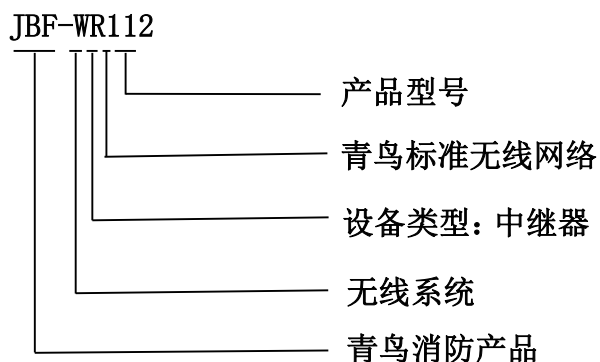 JBF-WR112
产品型号
青鸟标准无线网络
设备类型：中继器
无线系统
青鸟消防产品